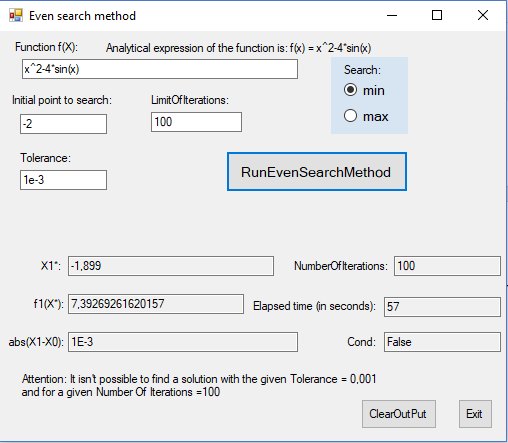 Even search method
Function f(X): Analytical expression of the function is: f(x) = x^2-4*sin(x)
x^2-4*sin(x)
Search:
min
max
Initial point to search: LimitOfIterations:
-2 100
Tolerance:
1e-3
RunEvenSearchMethod
X1*: -1,899 NumberOfIterations: 100
f1(X*): 7,39269261620157 Elapsed time (in seconds): 57
abs(X1-X0): 1E-3 Cond: False
Attention: It isn't possible to find a solution with the given Tolerance = 0,001
and for a given Number Of Iterations =100
ClearOutPut Exit